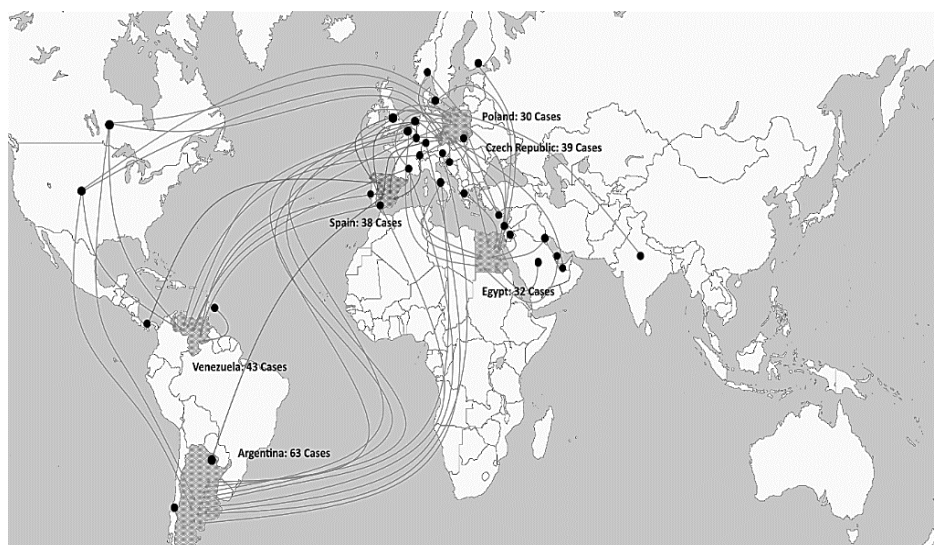 Poland: 30 Cases
Czech Republic: 39 Cases
Spain: 38 Cases
Egypt: 32 Cases
Venezuela: 43 Cases
Argentina: 63 Cases